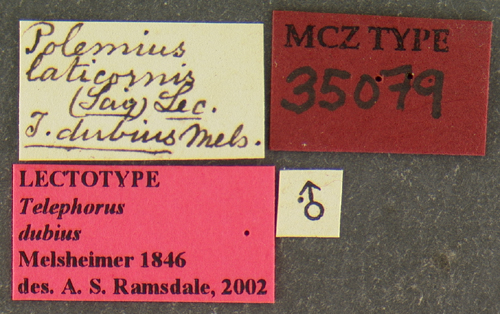 Polemius
laticornis
(Say) Lec.
T. dubius Mels.
MCZ TYPE
35079
LECTOTYPE
Telephorus
dubius
Melsheimer 1846
des. A. S. Ramsdale, 2002
♂